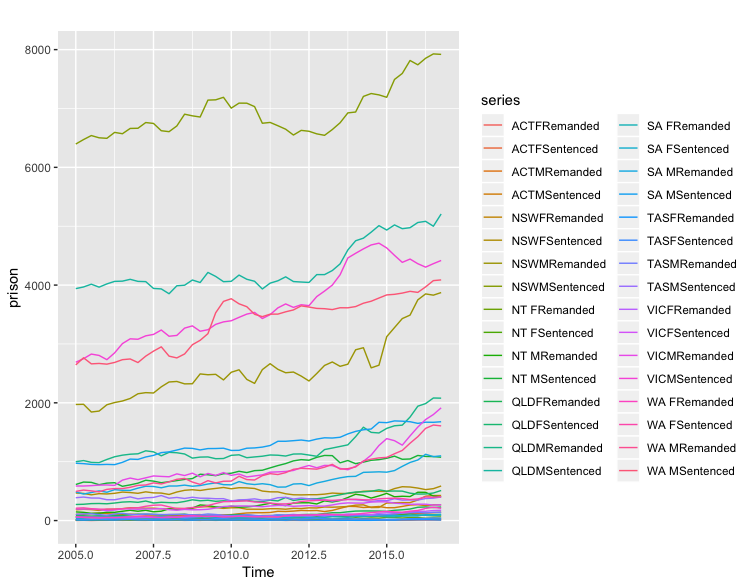 8000
6000
4000
2000
0
prison
2005.0 2007.5 2010.0 2012.5 2015.0
Time
series
ACTFRemanded
ACTFSentenced
ACTMRemanded
ACTMSentenced
NSWFRemanded
NSWFSentenced
NSWMRemanded
NSWMSentenced
NT FRemanded
NT FSentenced
NT MRemanded
NT MSentenced
QLDFRemanded
QLDFSentenced
QLDMRemanded
QLDMSentenced
SA FRemanded
SA FSentenced
SA MRemanded
SA MSentenced
TASFRemanded
TASFSentenced
TASMRemanded
TASMSentenced
VICFRemanded
VICFSentenced
VICMRemanded
VICMSentenced
WA FRemanded
WA FSentenced
WA MRemanded
WA MSentenced